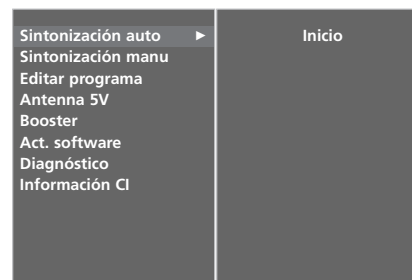 Sintonización auto ►
Inicio
Sintonización manu
Editar programa
Antenna 5V
Booster
Act. software
Diagnóstico
Información CI